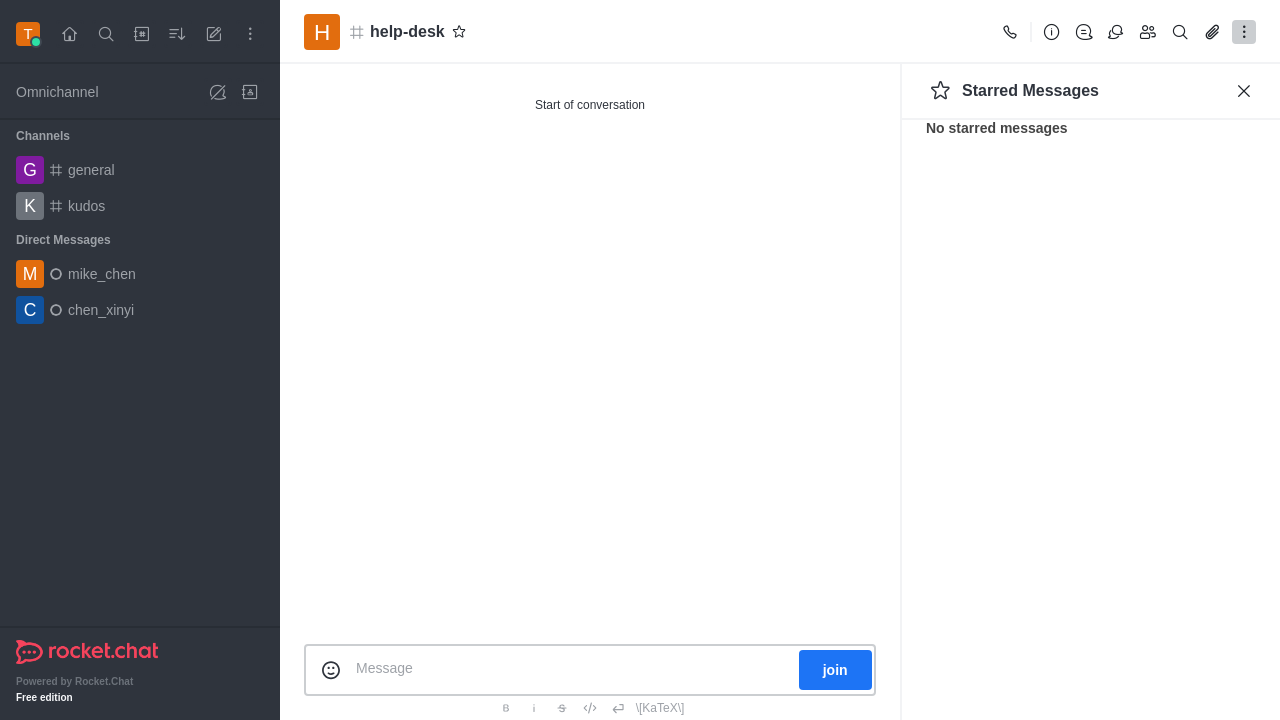 T
Omnichannel
Channels
G general
K kudos
Direct Messages
M mike_chen
C chen_xinyi
rocket.chat
Powered by Rocket.Chat
Free edition
H help-desk
Start of conversation
Message
join
B i S \[KaTeX\]
Starred Messages
No starred messages